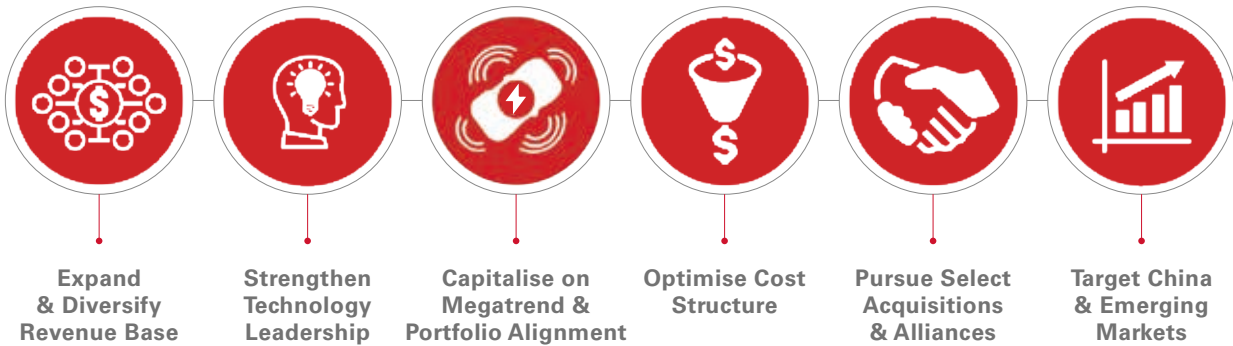 $
$
$
Expand
& Diversify
Revenue Base
Strengthen
Technology
Leadership
Capitalise on
Megatrend &
Portfolio Alignment
Optimise Cost
Structure
Pursue Select
Acquisitions
& Alliances
Target China
& Emerging
Markets